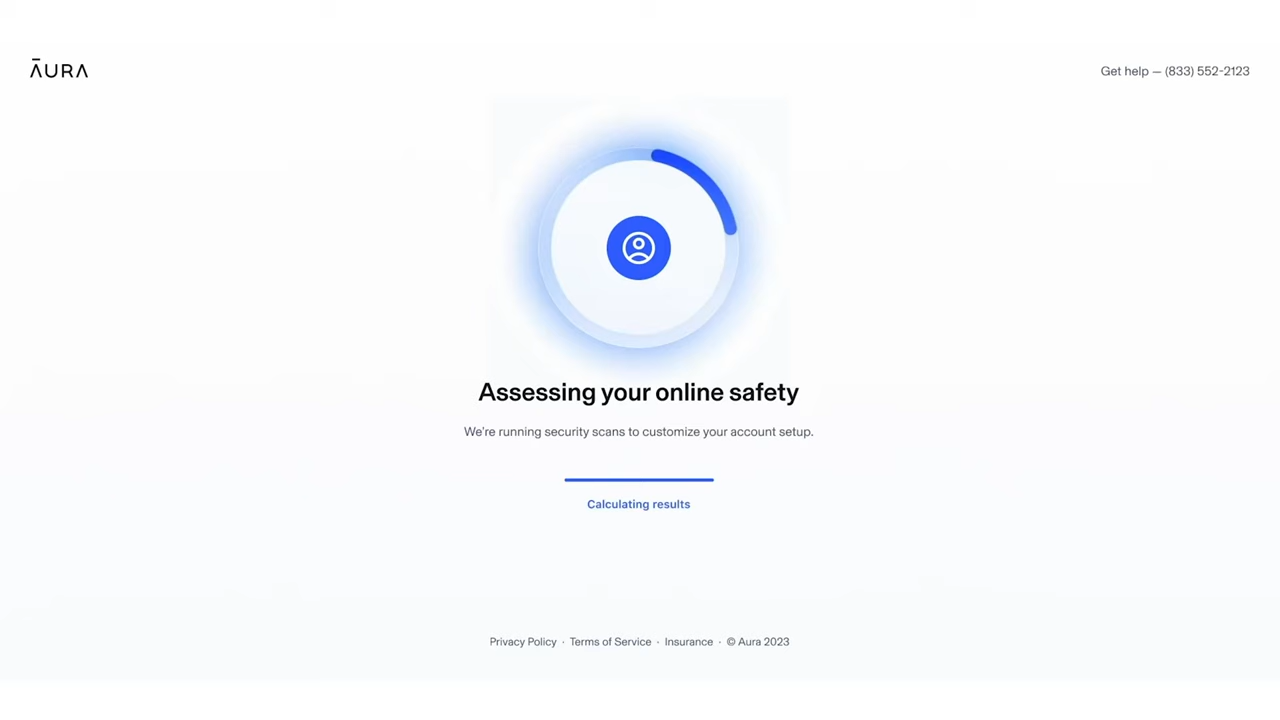 ĀURA
Get help — (833) 552-2123
Assessing your online safety
We're running security scans to customize your account setup.
Calculating results
Privacy Policy · Terms of Service · Insurance · © Aura 2023